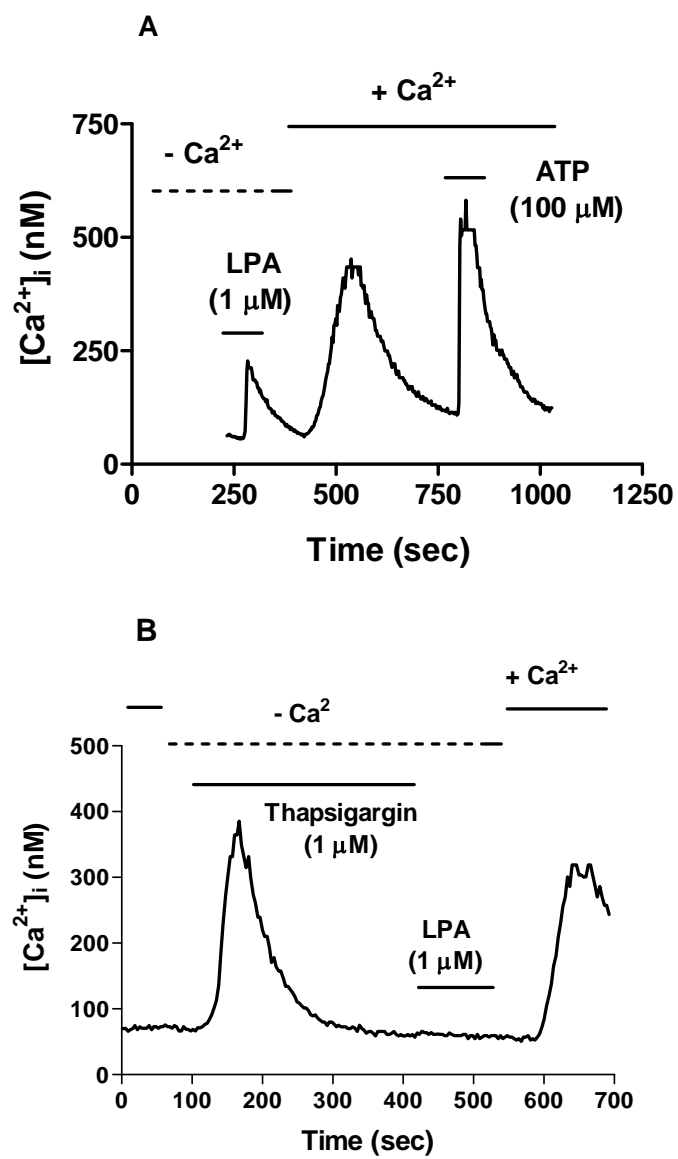 A
+ Ca²⁺
- Ca²⁺
LPA
(1 µM)
ATP
(100 µM)
[Ca²⁺]ᵢ (nM)
750
500
250
0
0 250 500 750 1000 1250
Time (sec)
B
+ Ca²⁺
- Ca²
Thapsigargin
(1 µM)
LPA
(1 µM)
[Ca²⁺]ᵢ (nM)
500
400
300
200
100
0
0 100 200 300 400 500 600 700
Time (sec)